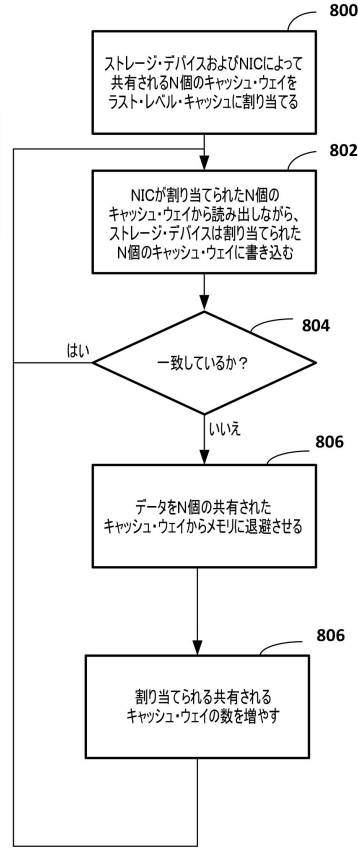 800
ストレージ・デバイスおよびNICによって
共有されるN個のキャッシュ・ウェイを
ラスト・レベル・キャッシュに割り当てる
802
NICが割り当てられたN個の
キャッシュ・ウェイから読み出しながら、
ストレージ・デバイスは割り当てられた
N個のキャッシュ・ウェイに書き込む
804
はい
一致しているか？
いいえ
806
データをN個の共有された
キャッシュ・ウェイからメモリに退避させる
806
割り当てられる共有される
キャッシュ・ウェイの数を増やす